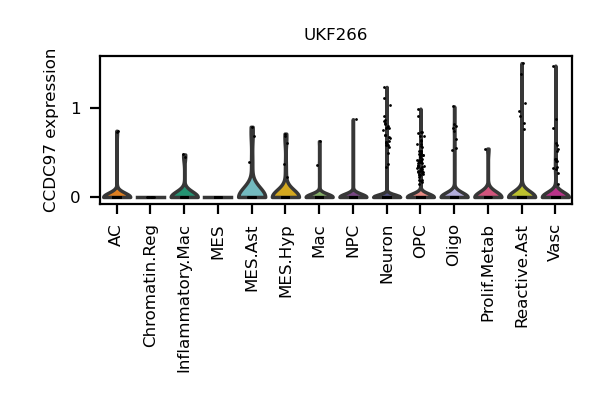 UKF266
CCDC97 expression
1
0
AC
Chromatin.Reg
Inflammatory.Mac
MES
MES.Ast
MES.Hyp
Mac
NPC
Neuron
OPC
Oligo
Prolif.Metab
Reactive.Ast
Vasc